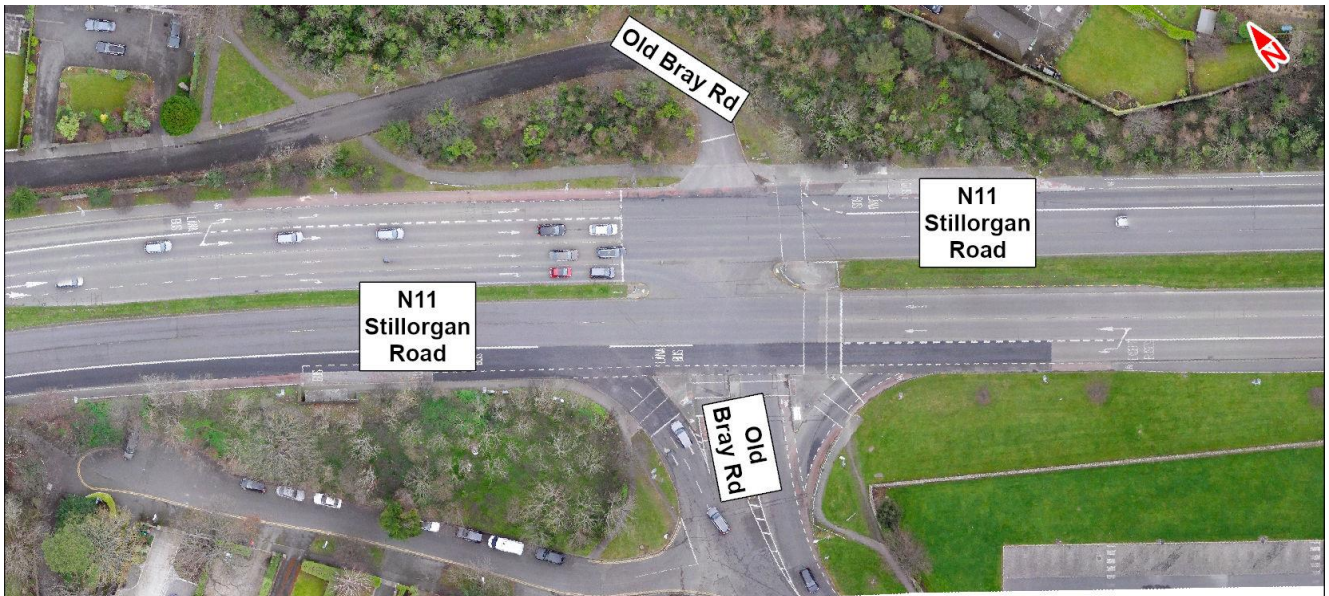 Old Bray Rd
N
N11
Stillorgan
Road
N11
Stillorgan
Road
Old
Bray Rd